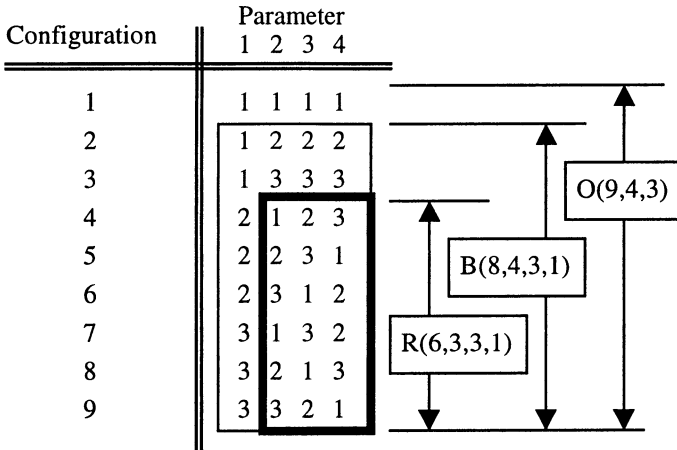 Parameter
Configuration
1 2 3 4
1 1 1 1 1
2 1 2 2 2
3 1 3 3 3
O(9,4,3)
4 2 1 2 3
5 2 2 3 1
B(8,4,3,1)
6 2 3 1 2
7 3 1 3 2
R(6,3,3,1)
8 3 2 1 3
9 3 3 2 1